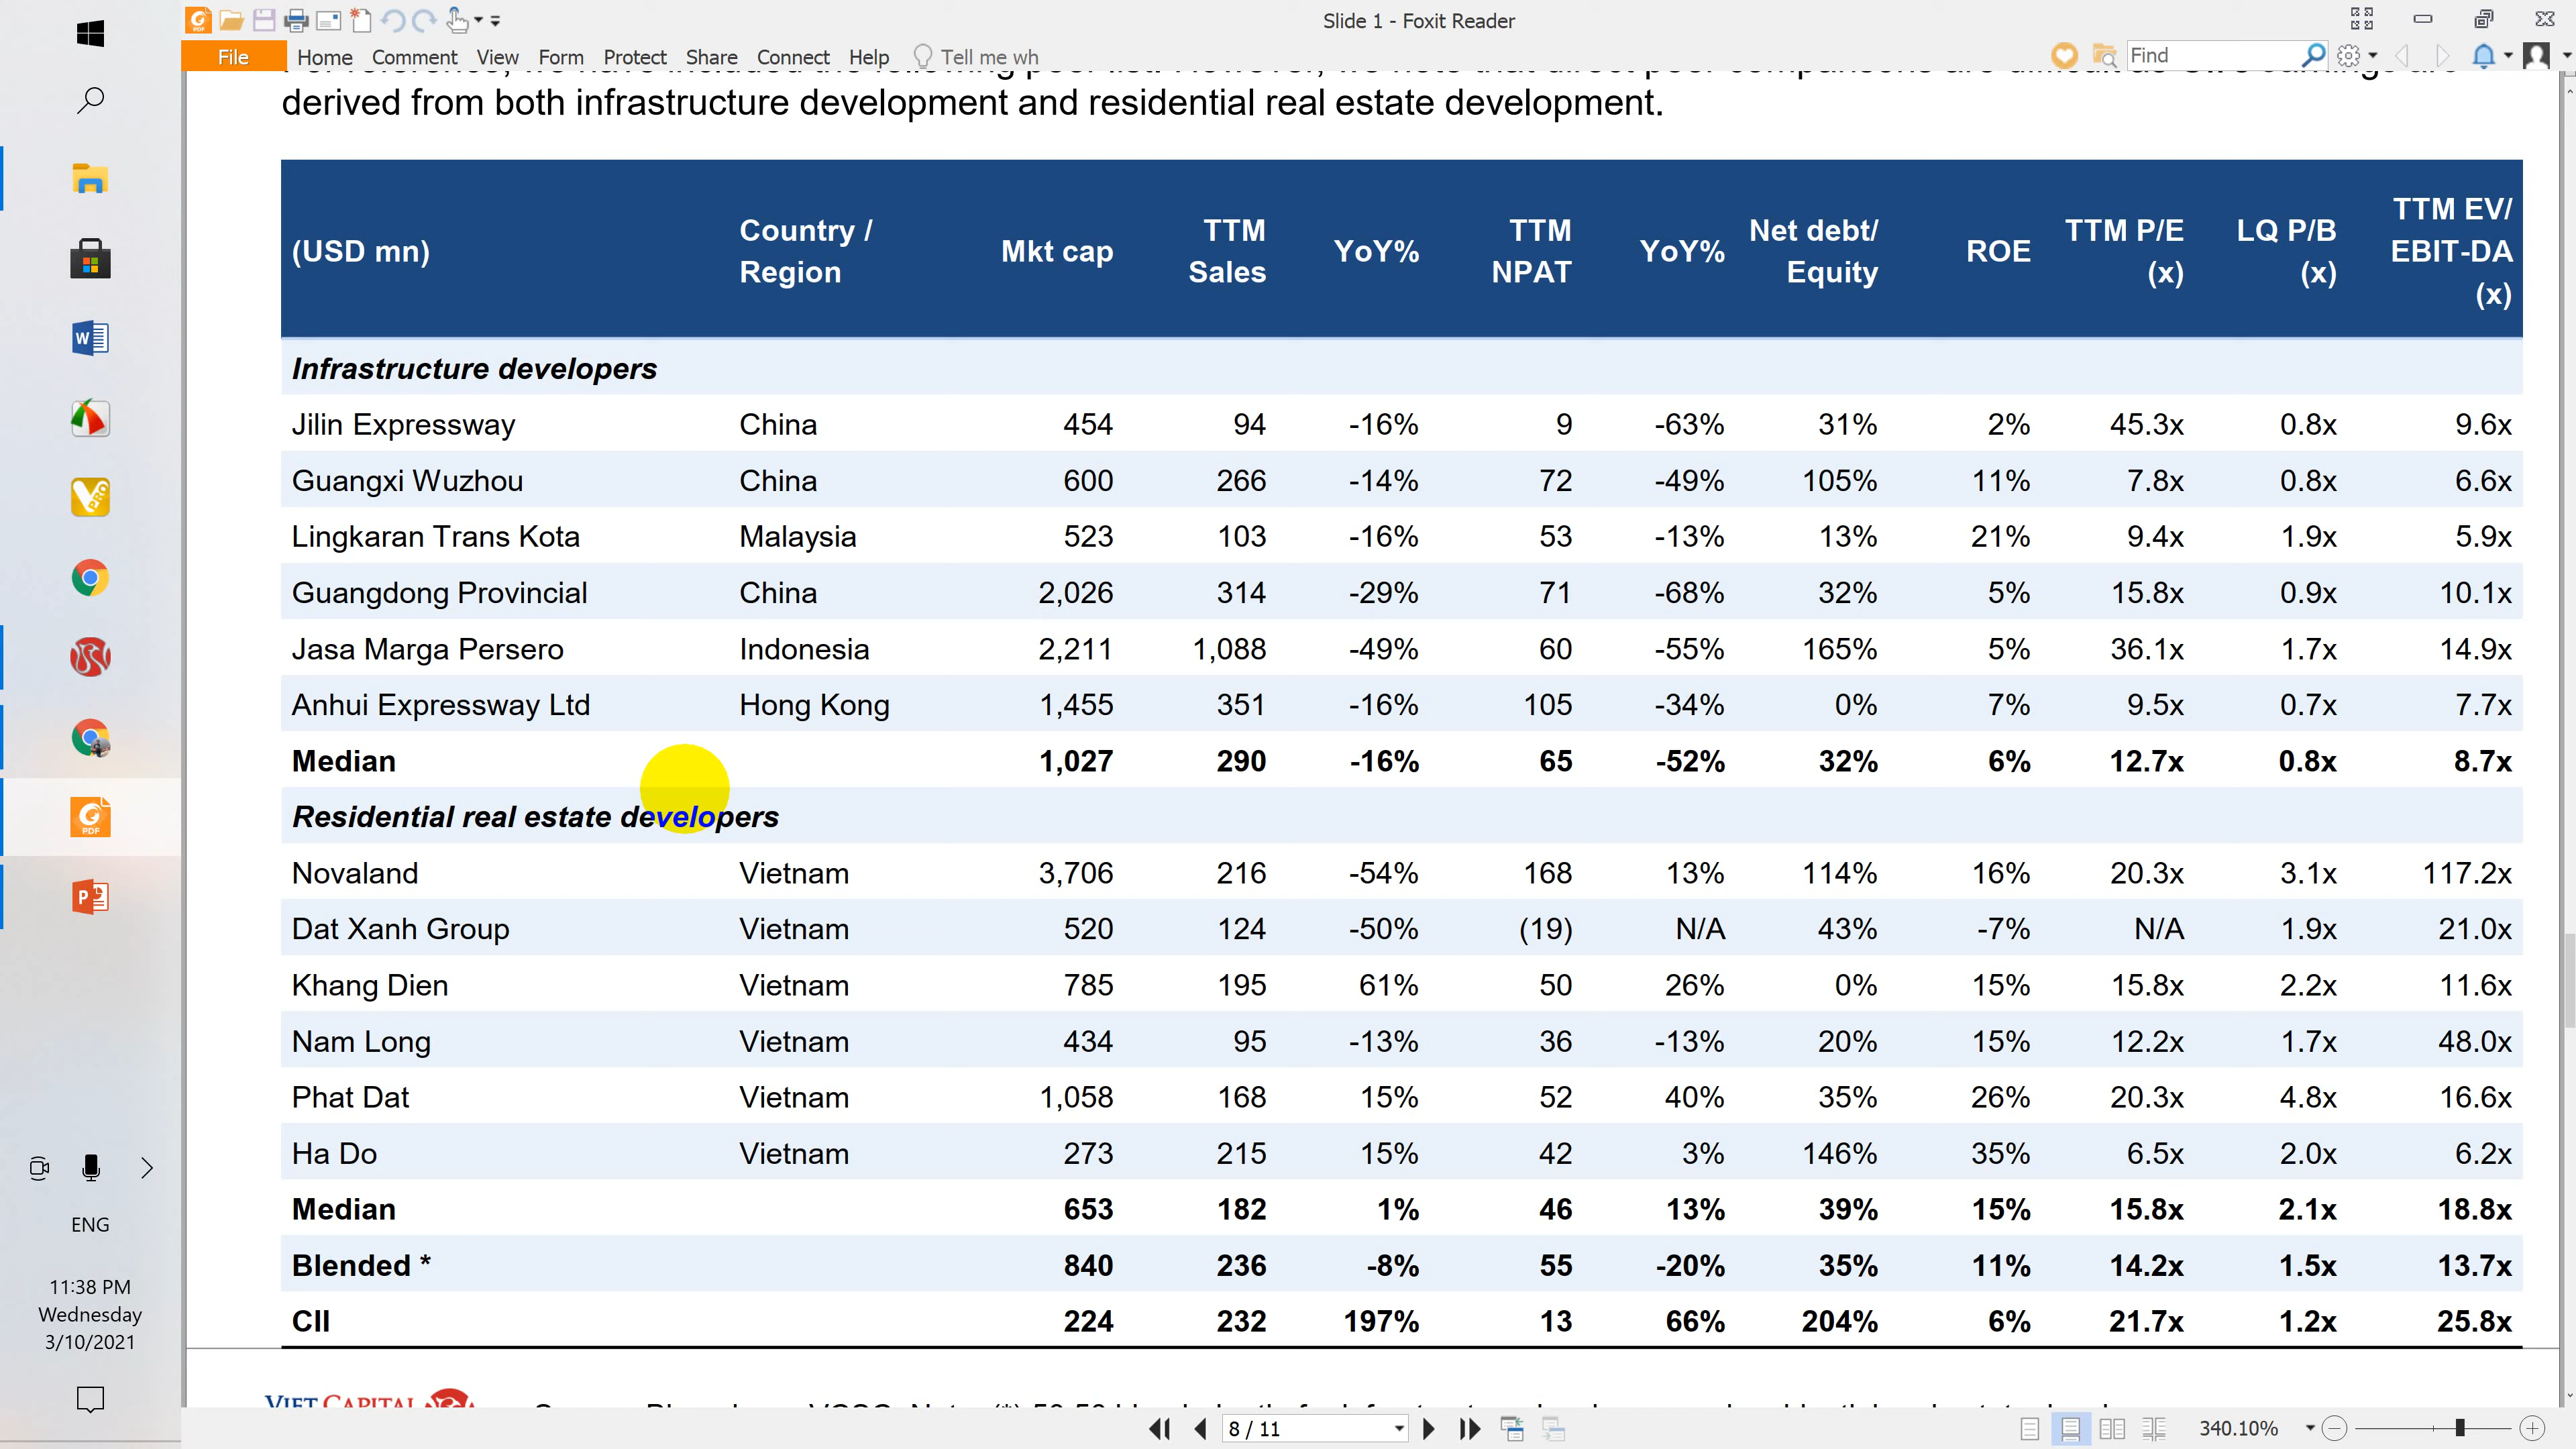 Slide 1 - Foxit Reader
File Home Comment View Form Protect Share Connect Help Tell me wh Find
derived from both infrastructure development and residential real estate development.
(USD mn) Country / Region Mkt cap TTM Sales YoY% TTM NPAT YoY% Net debt/ Equity ROE TTM P/E (x) LQ P/B (x) TTM EV/ EBIT-DA (x)
Infrastructure developers
Jilin Expressway China 454 94 -16% 9 -63% 31% 2% 45.3x 0.8x 9.6x
Guangxi Wuzhou China 600 266 -14% 72 -49% 105% 11% 7.8x 0.8x 6.6x
Lingkaran Trans Kota Malaysia 523 103 -16% 53 -13% 13% 21% 9.4x 1.9x 5.9x
Guangdong Provincial China 2,026 314 -29% 71 -68% 32% 5% 15.8x 0.9x 10.1x
Jasa Marga Persero Indonesia 2,211 1,088 -49% 60 -55% 165% 5% 36.1x 1.7x 14.9x
Anhui Expressway Ltd Hong Kong 1,455 351 -16% 105 -34% 0% 7% 9.5x 0.7x 7.7x
Median 1,027 290 -16% 65 -52% 32% 6% 12.7x 0.8x 8.7x
Residential real estate developers
Novaland Vietnam 3,706 216 -54% 168 13% 114% 16% 20.3x 3.1x 117.2x
Dat Xanh Group Vietnam 520 124 -50% (19) N/A 43% -7% N/A 1.9x 21.0x
Khang Dien Vietnam 785 195 61% 50 26% 0% 15% 15.8x 2.2x 11.6x
Nam Long Vietnam 434 95 -13% 36 -13% 20% 15% 12.2x 1.7x 48.0x
Phat Dat Vietnam 1,058 168 15% 52 40% 35% 26% 20.3x 4.8x 16.6x
Ha Do Vietnam 273 215 15% 42 3% 146% 35% 6.5x 2.0x 6.2x
Median 653 182 1% 46 13% 39% 15% 15.8x 2.1x 18.8x
Blended * 840 236 -8% 55 -20% 35% 11% 14.2x 1.5x 13.7x
CII 224 232 197% 13 66% 204% 6% 21.7x 1.2x 25.8x
VIET CAPITAL
8 / 11
340.10%
ENG
11:38 PM
Wednesday
3/10/2021